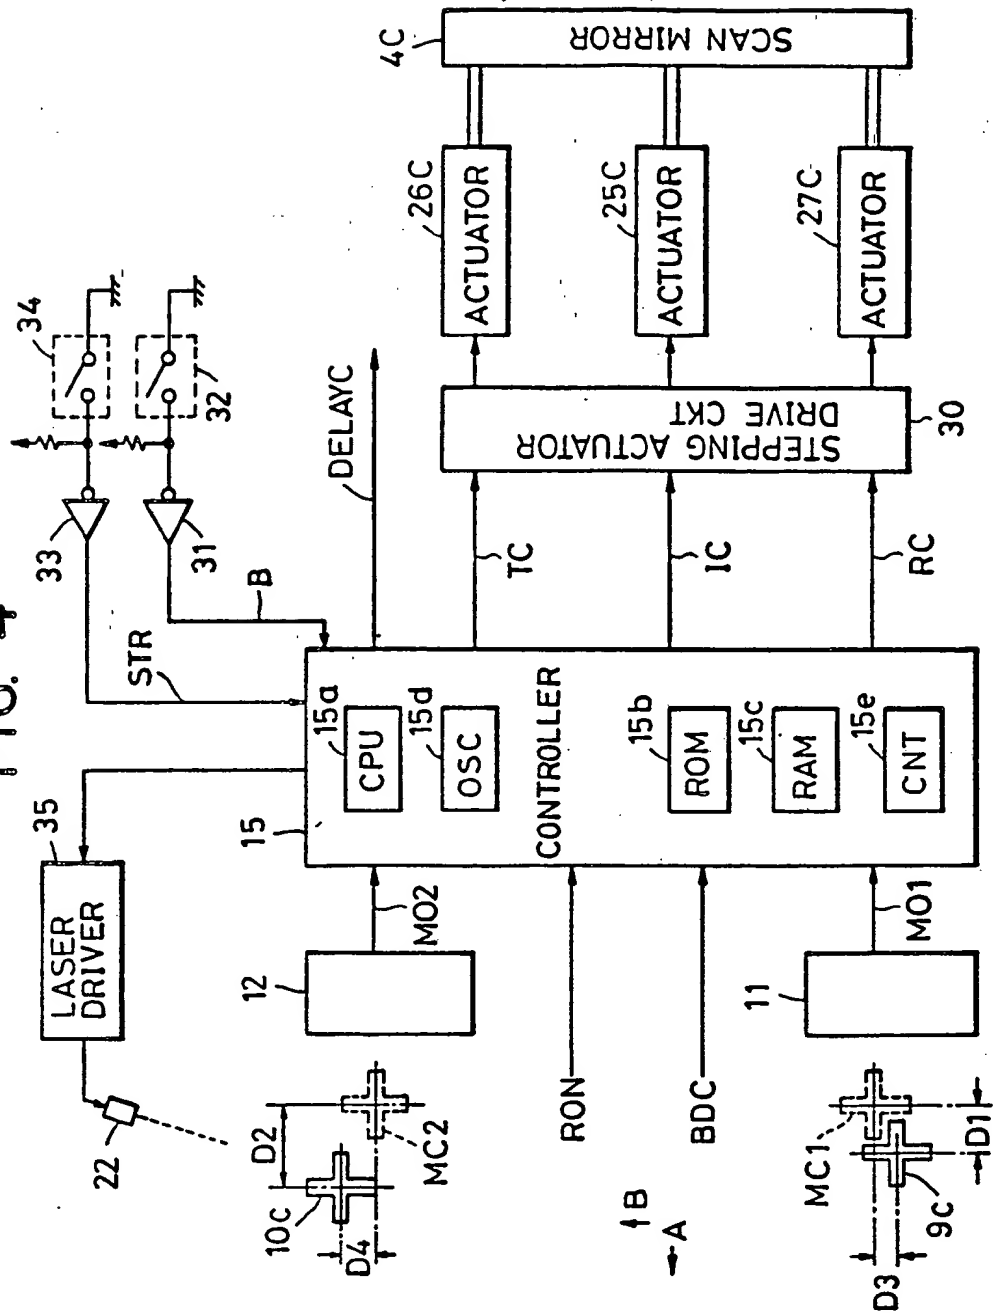 FIG. 4
4C
SCAN MIRROR
26C
ACTUATOR
25C
ACTUATOR
27C
ACTUATOR
34
32
33
31
DELAYC
STEPPING ACTUATOR
DRIVE CKT
30
TC
IC
RC
B
STR
35
LASER
DRIVER
22
15
CONTROLLER
15a
CPU
15d
OSC
15b
ROM
15c
RAM
15e
CNT
12
MO2
RON
BDC
11
MO1
D2
10C
MC2
D4
B
A
MC1
9C
D1
D3